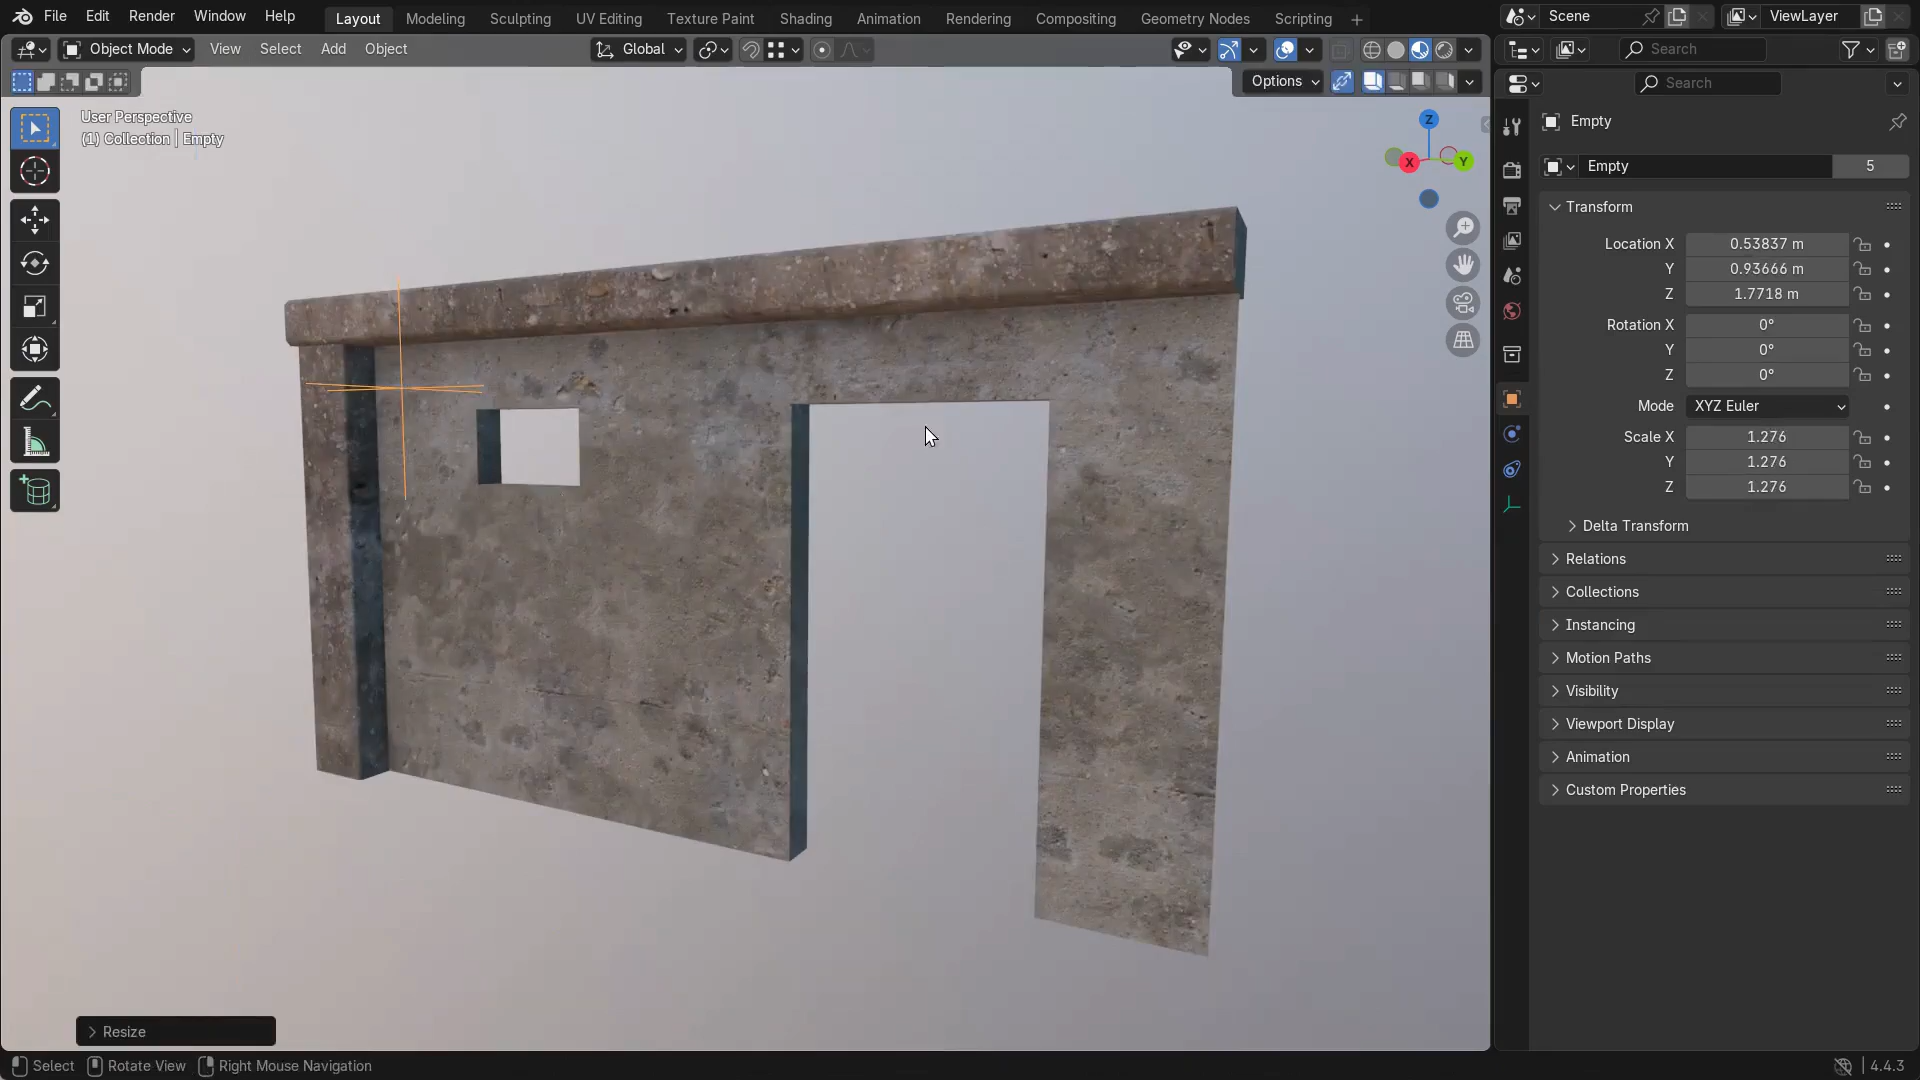 File Edit Render Window Help Layout Modeling Sculpting UV Editing Texture Paint Shading Animation Rendering Compositing Geometry Nodes Scripting + Scene ViewLayer
Object Mode View Select Add Object Global Search
Options Search
User Perspective
(1) Collection | Empty
Z
X
Y
Empty
Empty 5
Transform
Location X 0.53837 m
Y 0.93666 m
Z 1.7718 m
Rotation X 0°
Y 0°
Z 0°
Mode XYZ Euler
Scale X 1.276
Y 1.276
Z 1.276
Delta Transform
Relations
Collections
Instancing
Motion Paths
Visibility
Viewport Display
Animation
Custom Properties
Resize
Select Rotate View Right Mouse Navigation 4.4.3